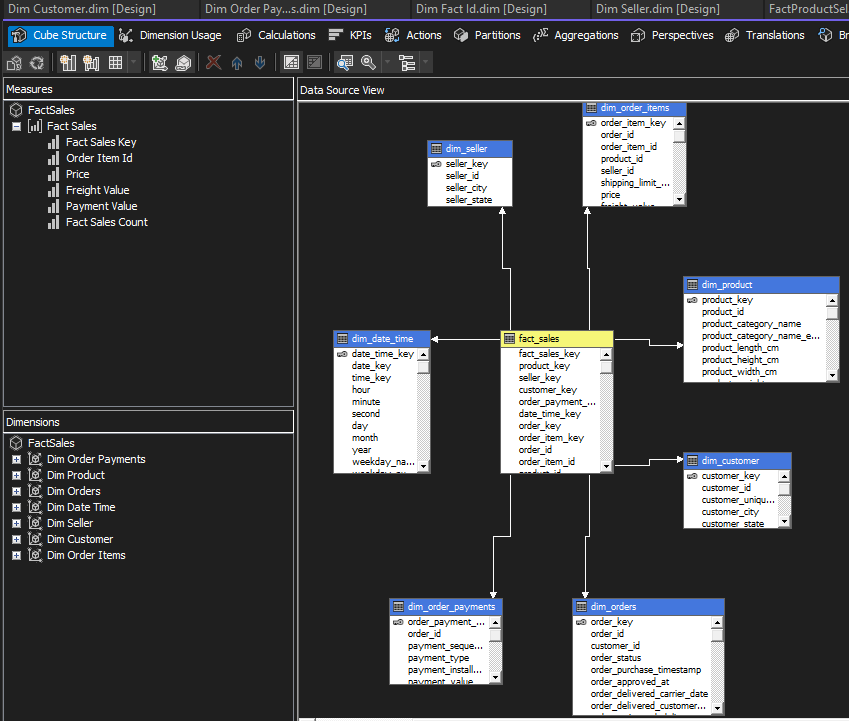 Dim Customer.dim [Design]
Dim Order Pay...s.dim [Design]
Dim Fact Id.dim [Design]
Dim Seller.dim [Design]
FactProductSel
Cube Structure
Dimension Usage
Calculations
KPIs
Actions
Partitions
Aggregations
Perspectives
Translations
Br
Measures
FactSales
Fact Sales
Fact Sales Key
Order Item Id
Price
Freight Value
Payment Value
Fact Sales Count
Dimensions
FactSales
Dim Order Payments
Dim Product
Dim Orders
Dim Date Time
Dim Seller
Dim Customer
Dim Order Items
Data Source View
dim_order_items
order_item_key
order_id
order_item_id
product_id
seller_id
shipping_limit_...
price
freight_value
dim_seller
seller_key
seller_id
seller_city
seller_state
dim_product
product_key
product_id
product_category_name
product_category_name_e...
product_length_cm
product_height_cm
product_width_cm
dim_date_time
date_time_key
date_key
time_key
hour
minute
second
day
month
year
weekday_na...
fact_sales
fact_sales_key
product_key
seller_key
customer_key
order_payment_...
date_time_key
order_key
order_item_key
order_id
order_item_id
product_id
dim_customer
customer_key
customer_id
customer_uniqu...
customer_city
customer_state
dim_order_payments
order_payment_...
order_id
payment_seque...
payment_type
payment_install...
payment_value
dim_orders
order_key
order_id
customer_id
order_status
order_purchase_timestamp
order_approved_at
order_delivered_carrier_date
order_delivered_customer...